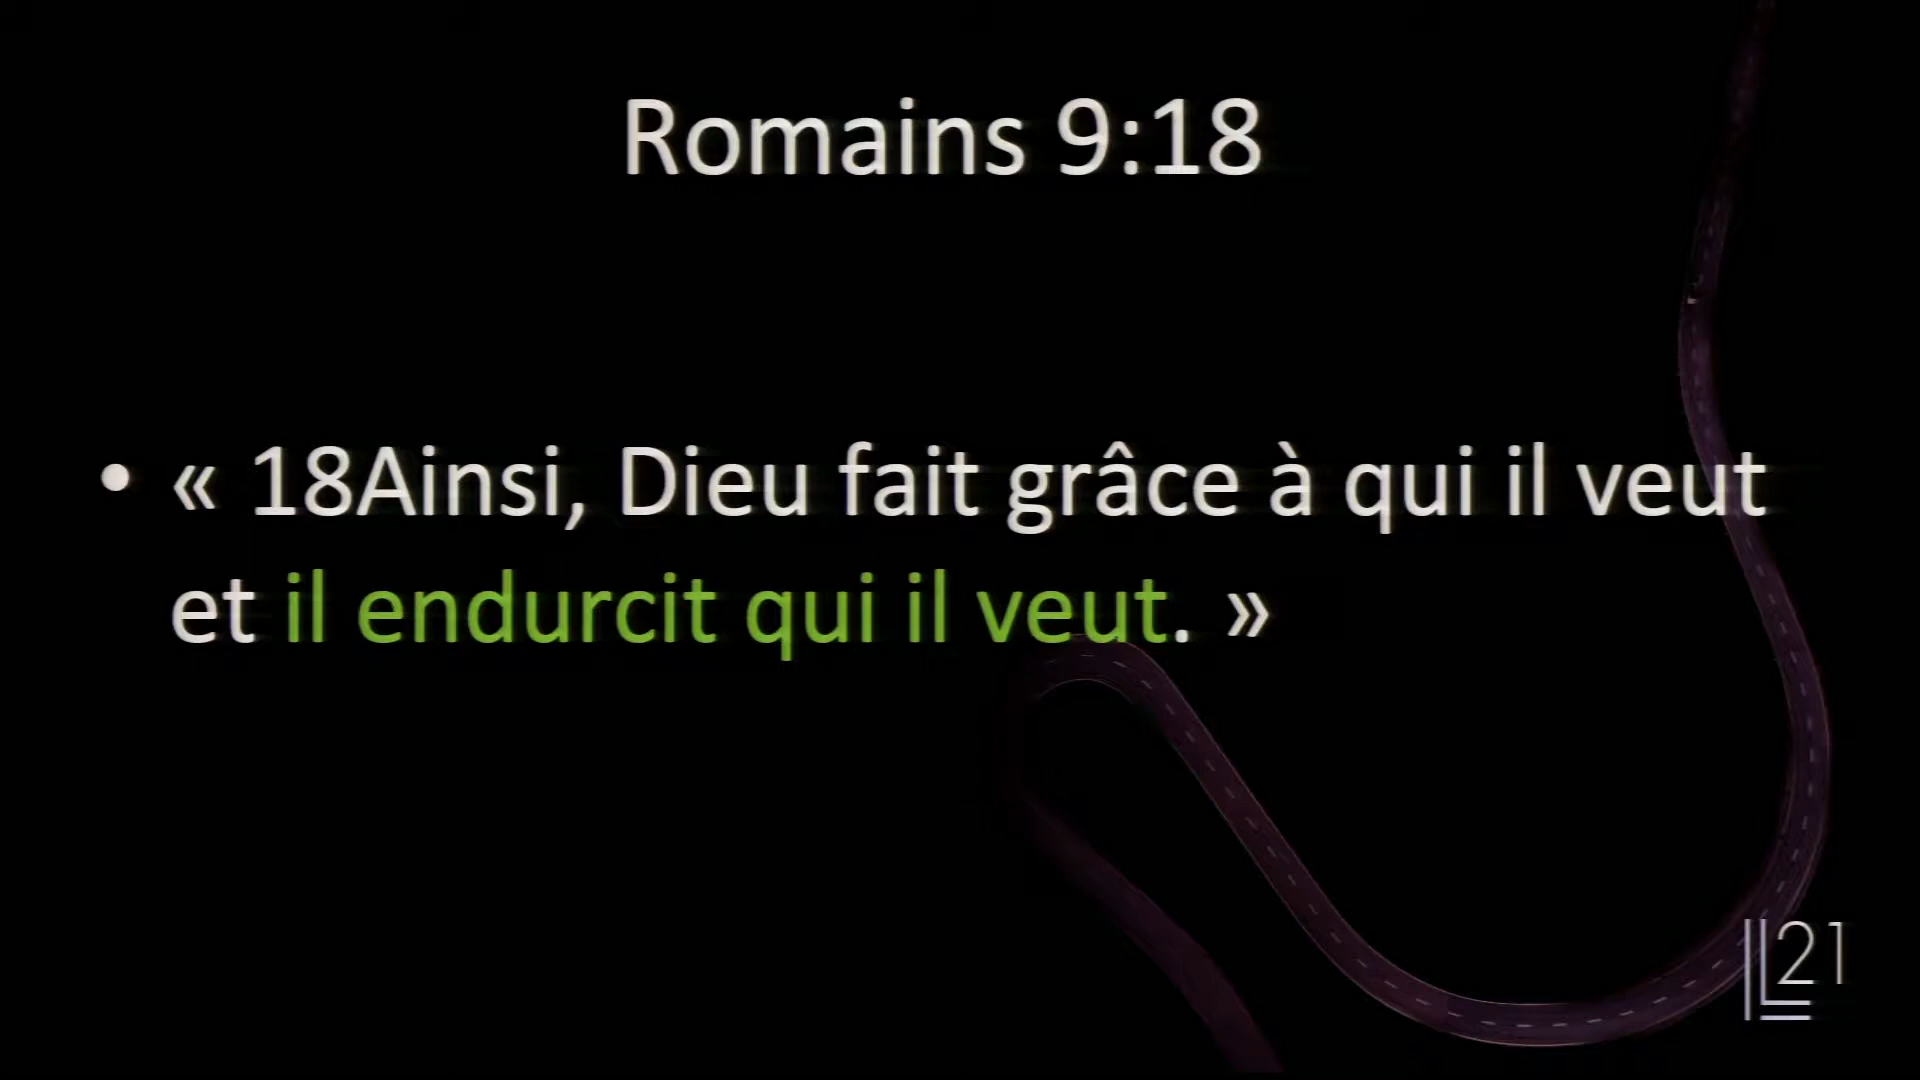 Romains 9:18
• « 18Ainsi, Dieu fait grâce à qui il veut
et il endurcit qui il veut. »
L21